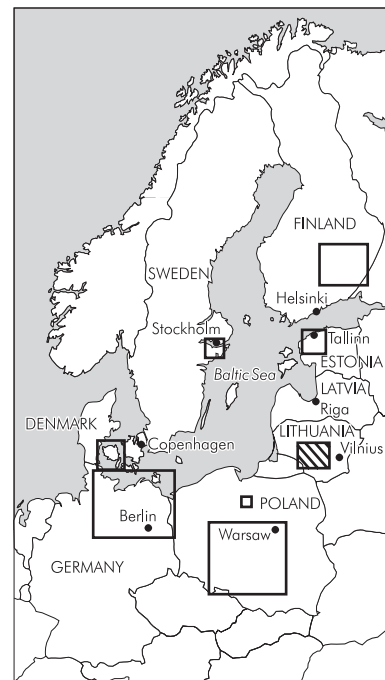 FINLAND
SWEDEN
Helsinki
Stockholm
Tallinn
ESTONIA
Baltic Sea
LATVIA
Riga
DENMARK
LITHUANIA
Copenhagen
Vilnius
POLAND
Berlin
Warsaw
GERMANY